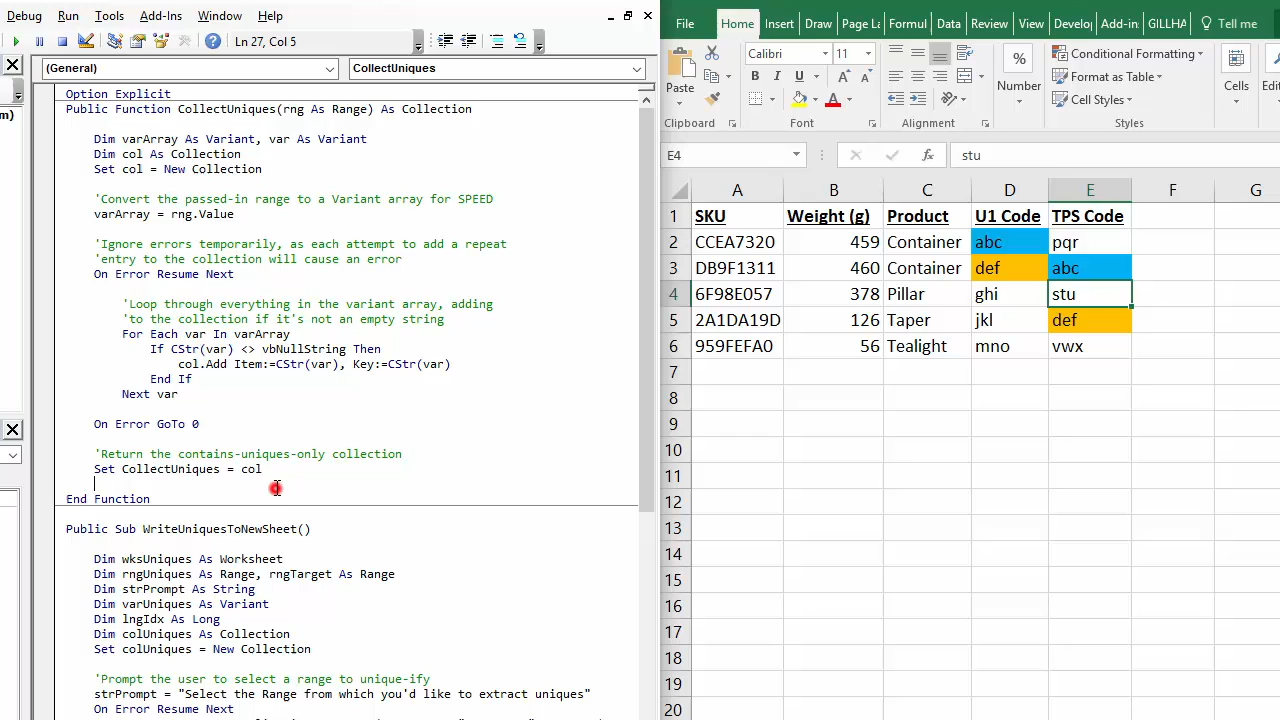 Debug Run Tools Add-Ins Window Help
Ln 27, Col 5
(General) CollectUniques
Option Explicit
Public Function CollectUniques(rng As Range) As Collection
Dim varArray As Variant, var As Variant
Dim col As Collection
Set col = New Collection
'Convert the passed-in range to a Variant array for SPEED
varArray = rng.Value
'Ignore errors temporarily, as each attempt to add a repeat
'entry to the collection will cause an error
On Error Resume Next
'Loop through everything in the variant array, adding
'to the collection if it's not an empty string
For Each var In varArray
If CStr(var) <> vbNullString Then
col.Add Item:=CStr(var), Key:=CStr(var)
End If
Next var
On Error GoTo 0
'Return the contains-uniques-only collection
Set CollectUniques = col
End Function
Public Sub WriteUniquesToNewSheet()
Dim wksUniques As Worksheet
Dim rngUniques As Range, rngTarget As Range
Dim strPrompt As String
Dim varUniques As Variant
Dim lngIdx As Long
Dim colUniques As Collection
Set colUniques = New Collection
'Prompt the user to select a range to unique-ify
strPrompt = "Select the Range from which you'd like to extract uniques"
On Error Resume Next
m)
File Home Insert Draw Page La Formul Data Review View Develo Add-in GILLHA Tell me
Paste
Calibri 11
B I U A A
A
%
Number
Conditional Formatting
Format as Table
Cell Styles
Cells
Edit
Clipboard Font Alignment Styles
E4 fx stu
A B C D E F G
1 SKU Weight (g) Product U1 Code TPS Code
2 CCEA7320 459 Container abc pqr
3 DB9F1311 460 Container def abc
4 6F98E057 378 Pillar ghi stu
5 2A1DA19D 126 Taper jkl def
6 959FEFA0 56 Tealight mno vwx
7
8
9
10
11
12
13
14
15
16
17
18
19
20